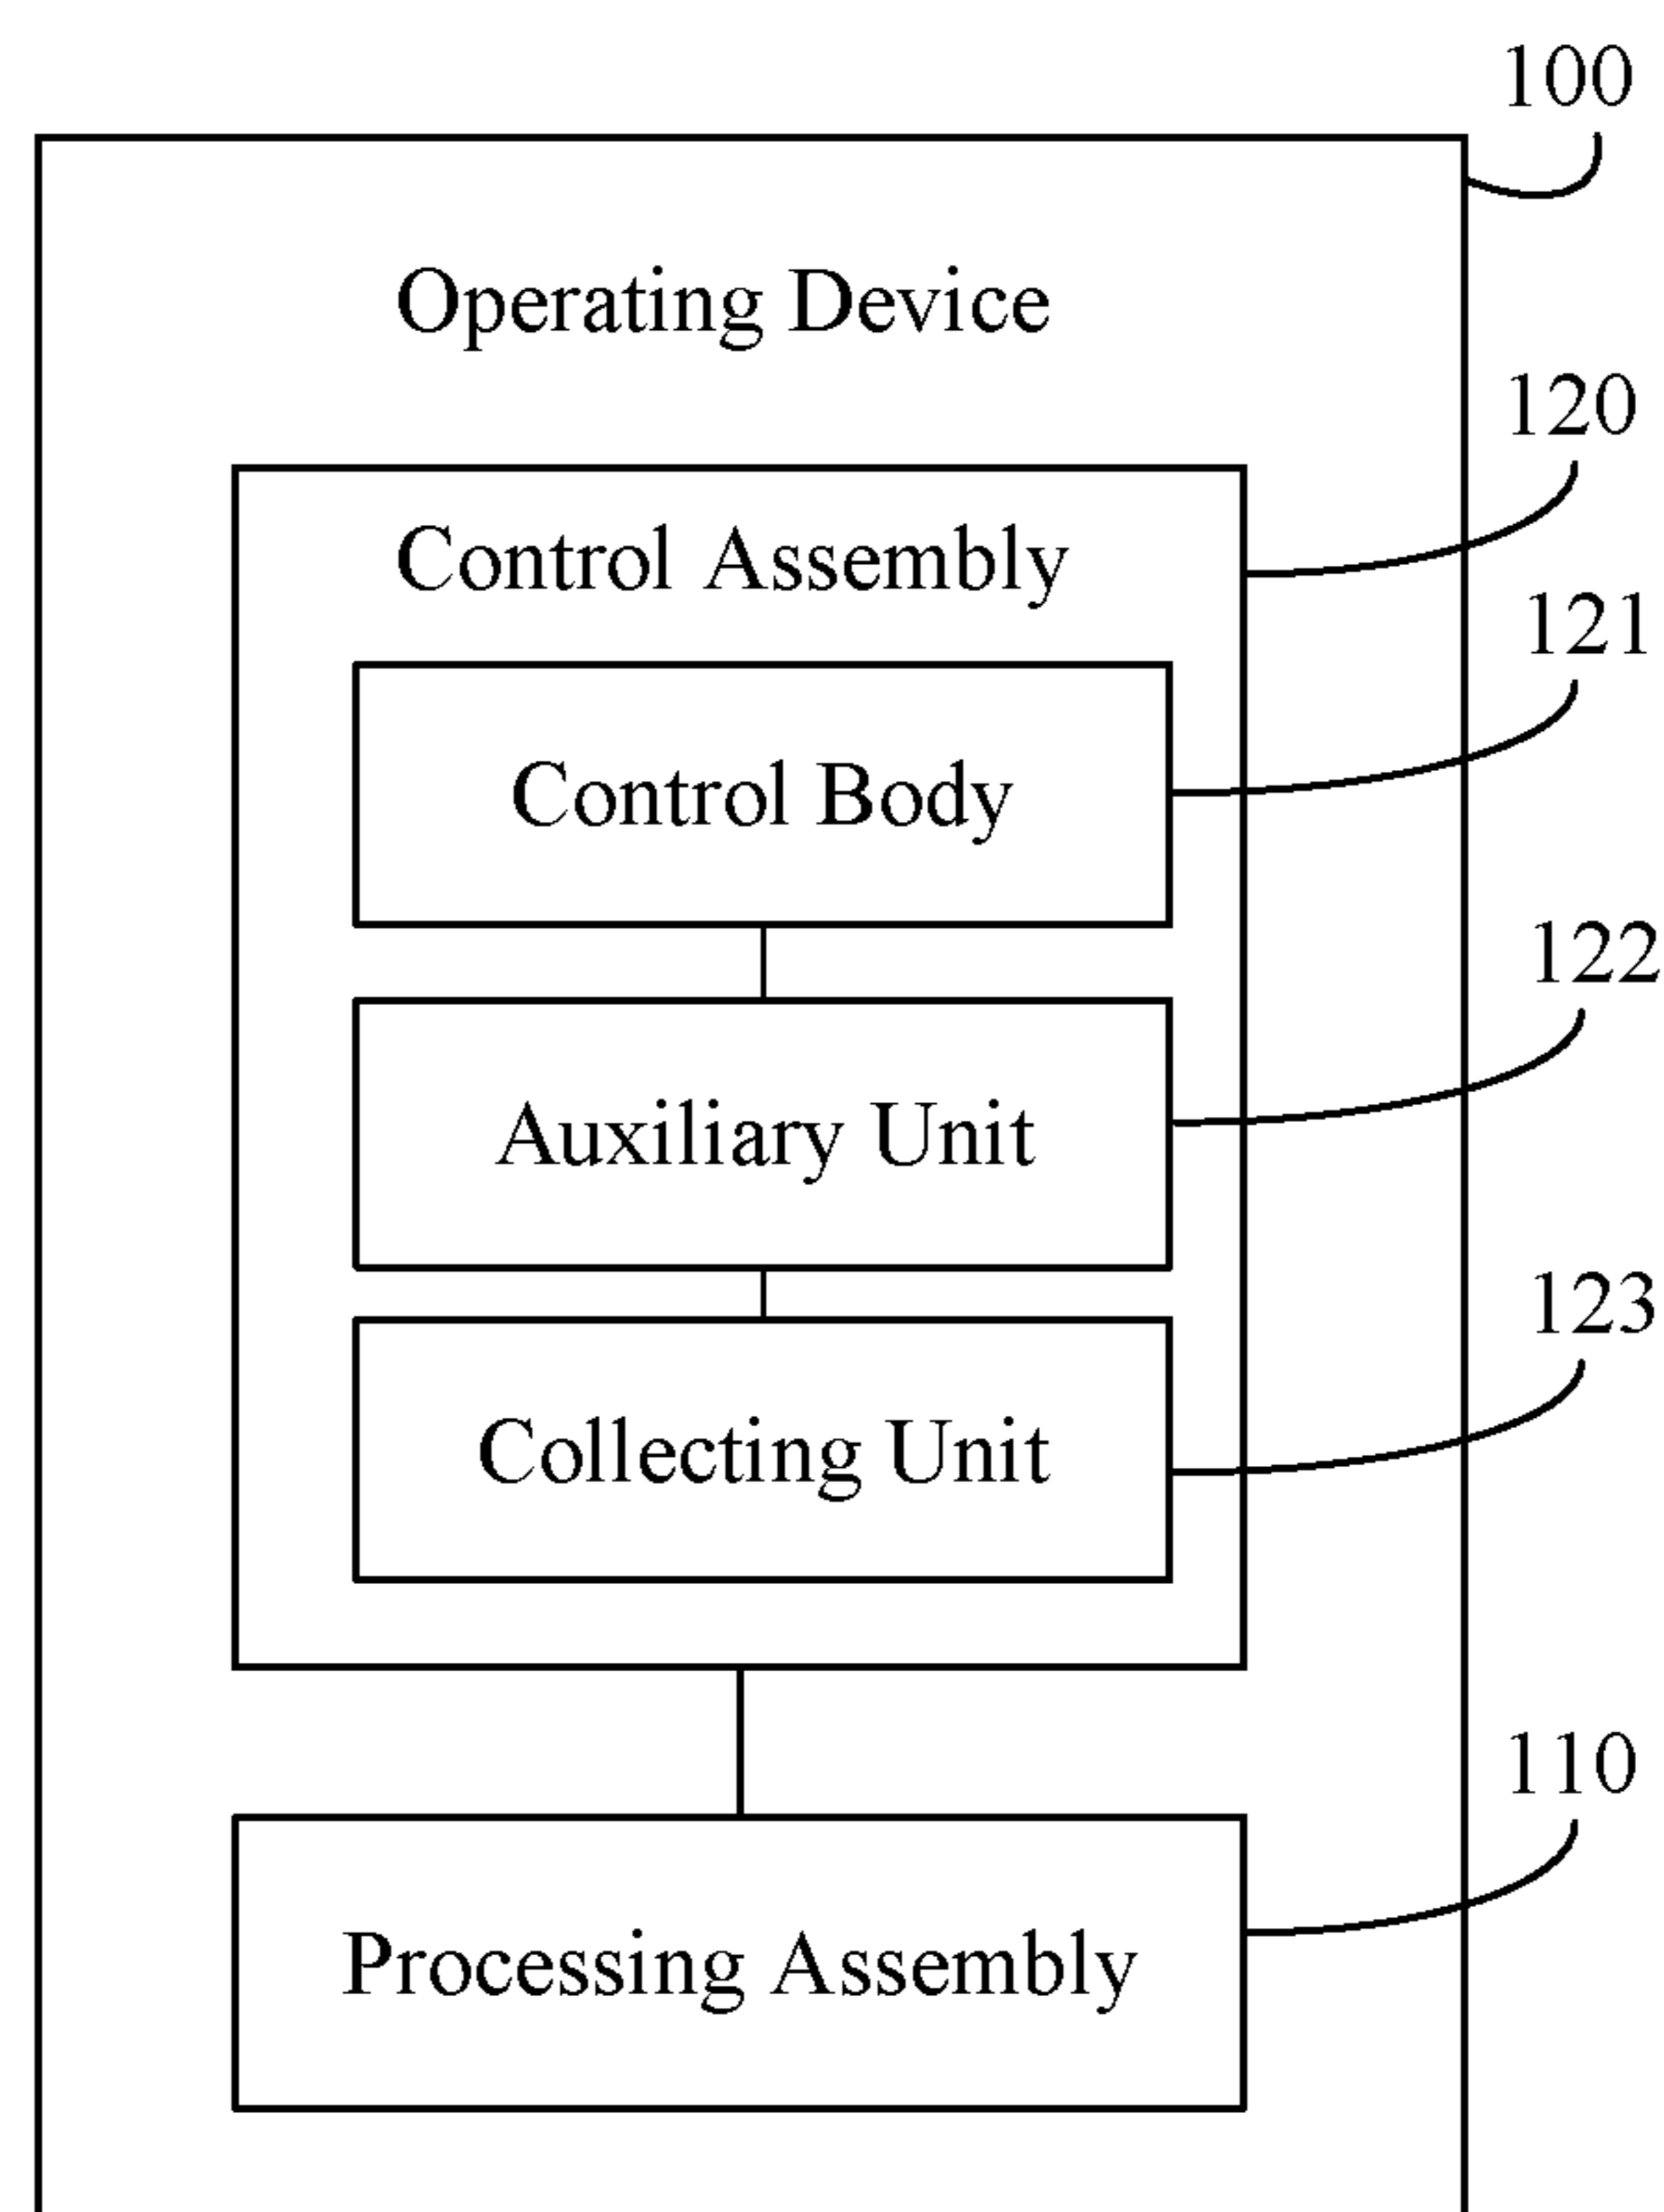 100
Operating Device
120
Control Assembly
121
Control Body
122
Auxiliary Unit
123
Collecting Unit
110
Processing Assembly